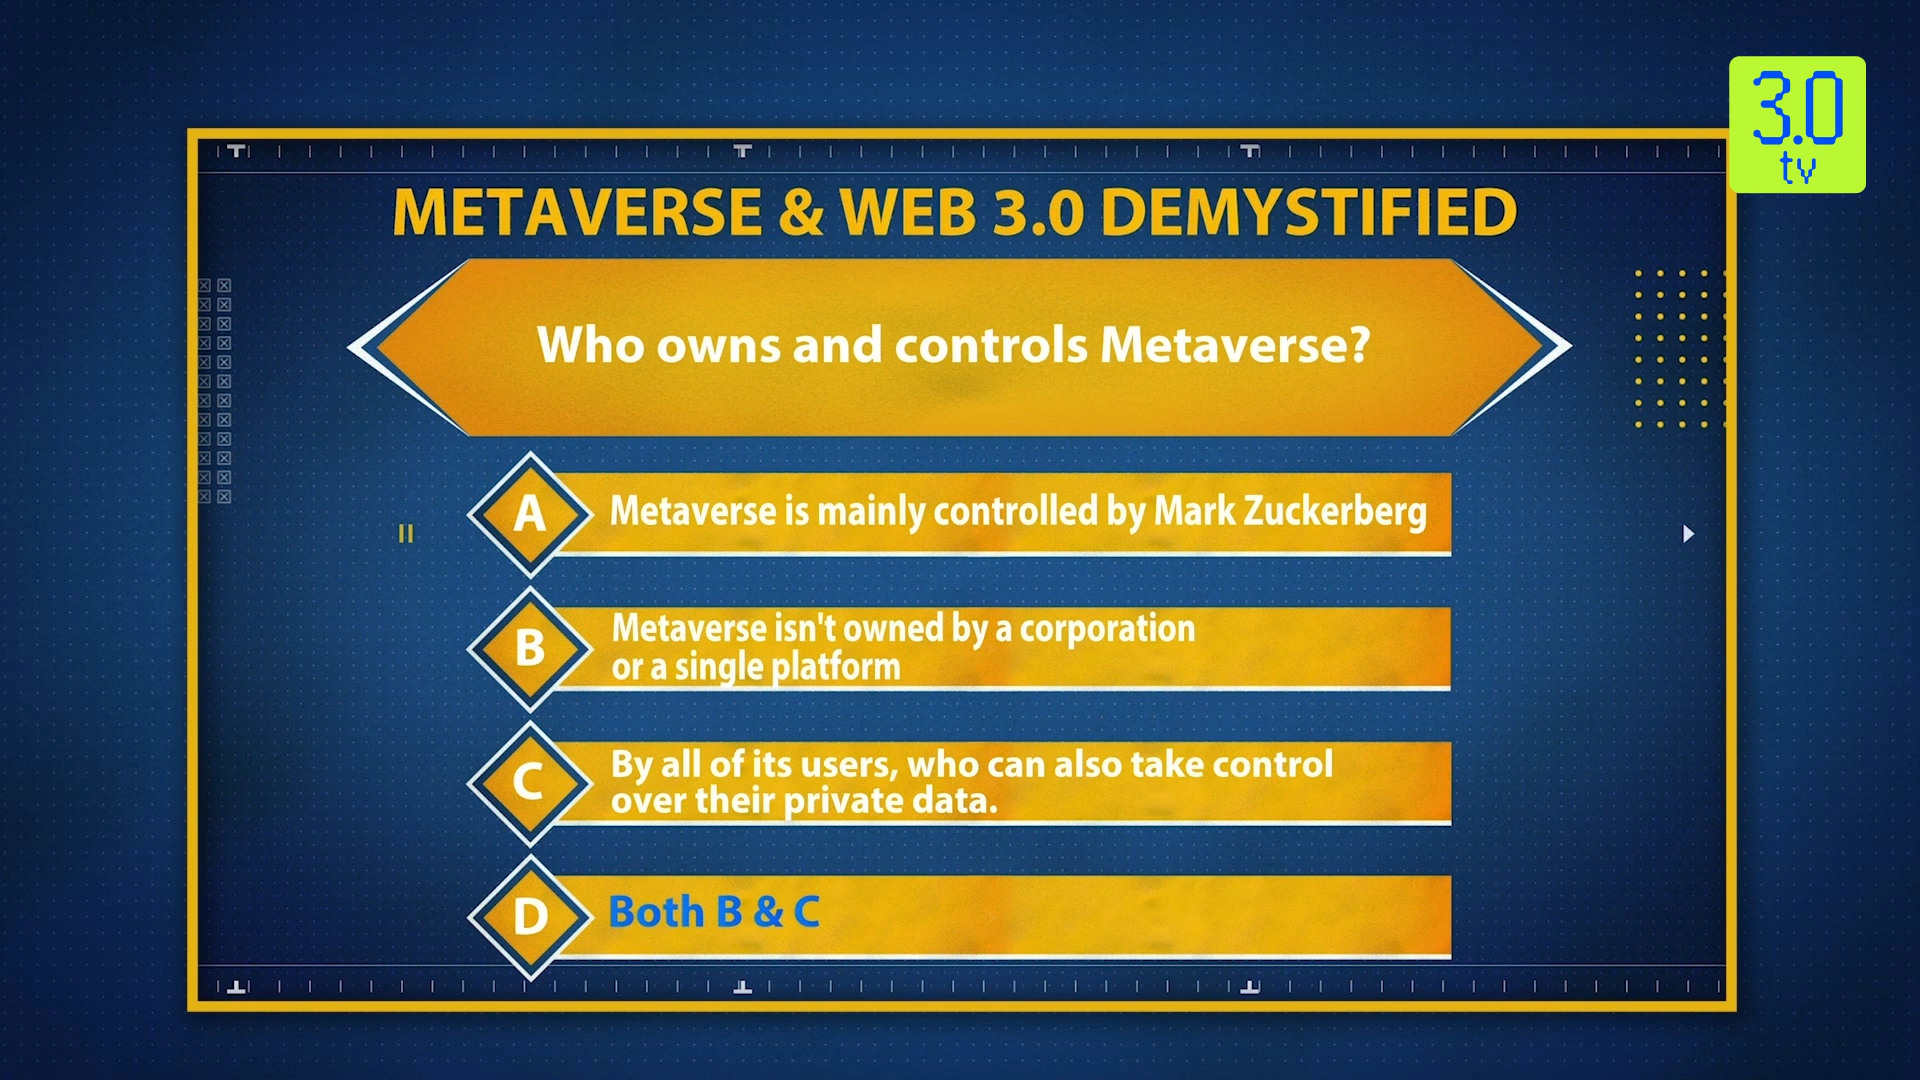 3.0
tv
METAVERSE & WEB 3.0 DEMYSTIFIED
Who owns and controls Metaverse?
A Metaverse is mainly controlled by Mark Zuckerberg
B Metaverse isn't owned by a corporation
or a single platform
C By all of its users, who can also take control
over their private data.
D Both B & C